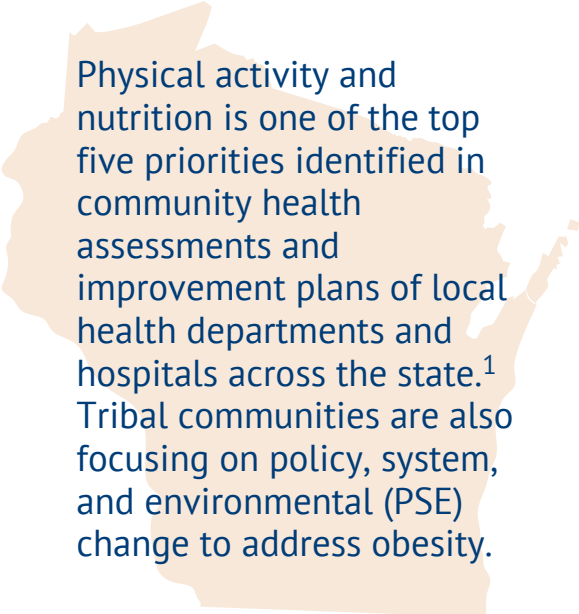 Physical activity and
nutrition is one of the top
five priorities identified in
community health
assessments and
improvement plans of local
health departments and
hospitals across the state.1
Tribal communities are also
focusing on policy, system,
and environmental (PSE)
change to address obesity.